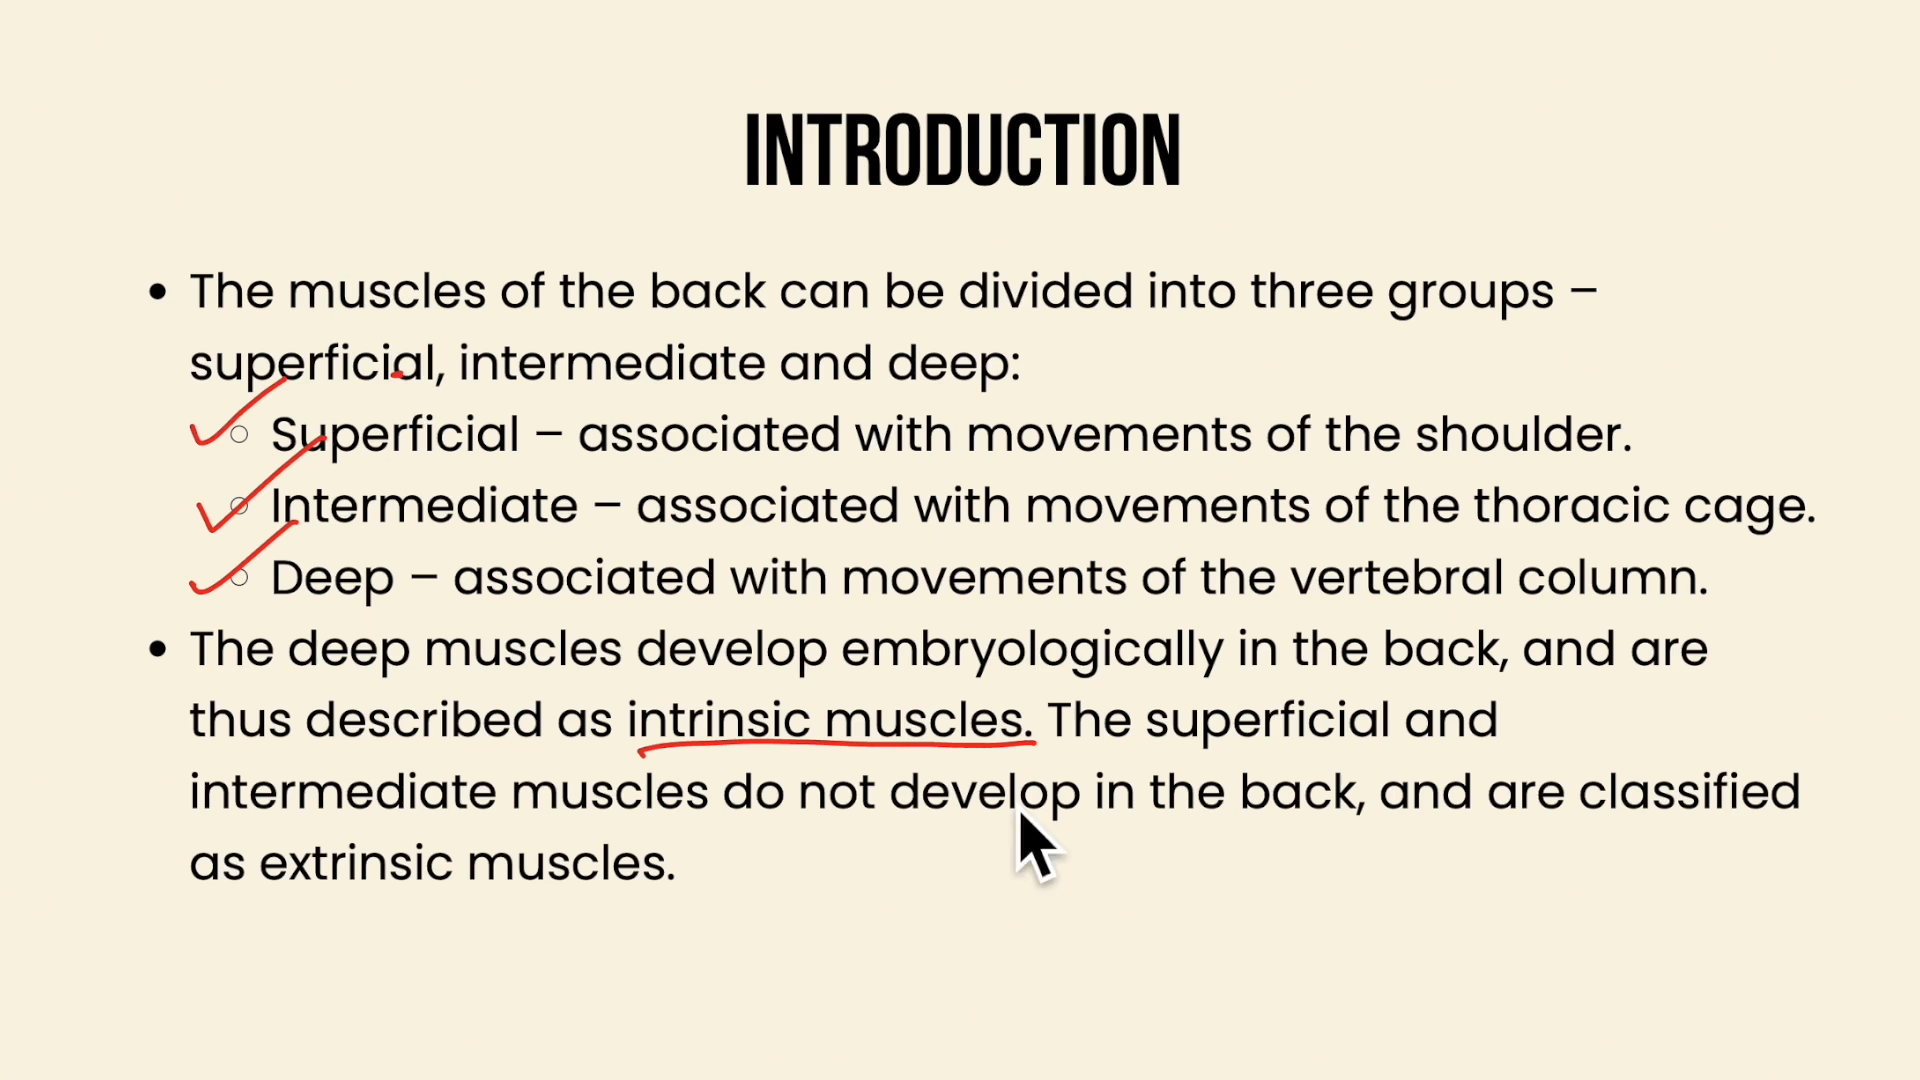 INTRODUCTION
• The muscles of the back can be divided into three groups –
superficial, intermediate and deep:
○ Superficial – associated with movements of the shoulder.
○ Intermediate – associated with movements of the thoracic cage.
○ Deep – associated with movements of the vertebral column.
• The deep muscles develop embryologically in the back, and are
thus described as intrinsic muscles. The superficial and
intermediate muscles do not develop in the back, and are classified
as extrinsic muscles.